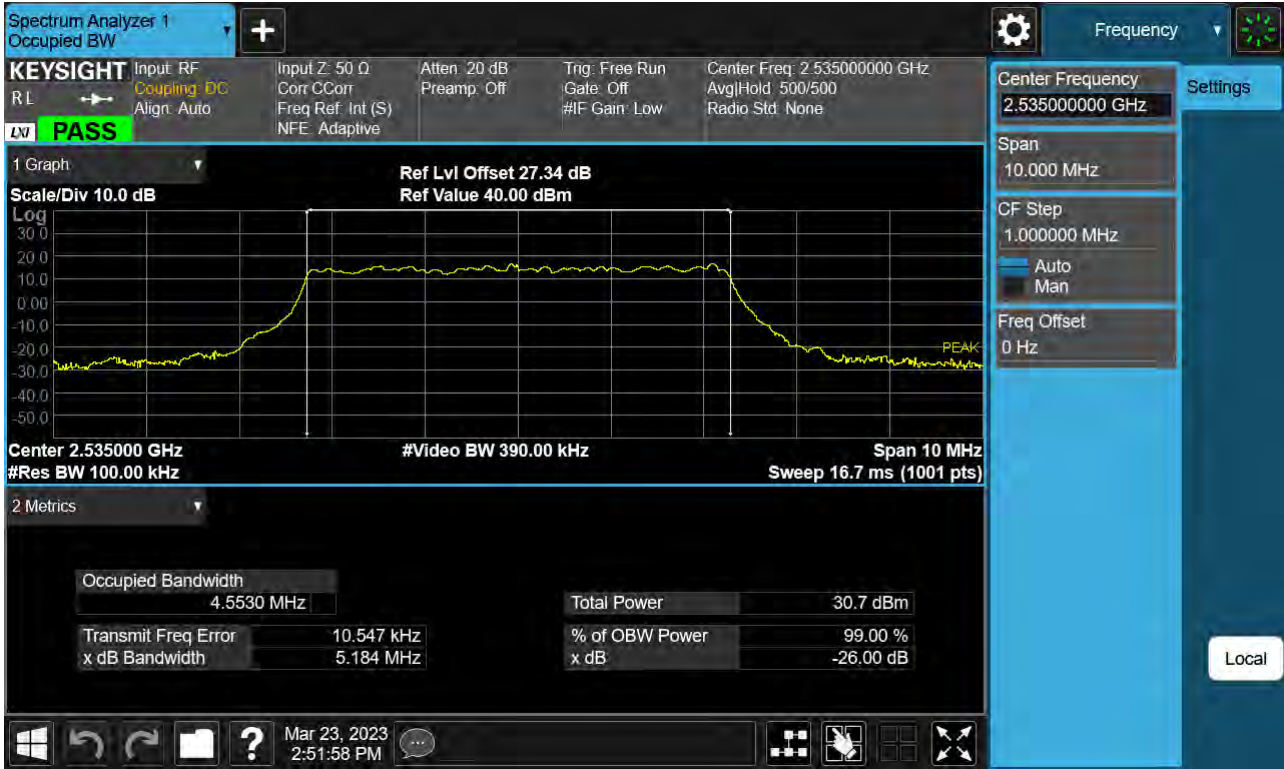 Spectrum Analyzer 1
Occupied BW
Frequency
KEYSIGHT
RL
LXI
PASS
Input: RF
Coupling: DC
Align: Auto
Input Z: 50 Ω
Corr CCorr
Freq Ref: Int (S)
NFE: Adaptive
Atten: 20 dB
Preamp: Off
Trig: Free Run
Gate: Off
#IF Gain: Low
Center Freq: 2.535000000 GHz
Avg|Hold: 500/500
Radio Std: None
Center Frequency
2.535000000 GHz
Settings
Span
10.000 MHz
CF Step
1.000000 MHz
Auto
Man
Freq Offset
0 Hz
Local
1 Graph
Scale/Div 10.0 dB
Ref Lvl Offset 27.34 dB
Ref Value 40.00 dBm
Log
30.0
20.0
10.0
0.00
-10.0
-20.0
-30.0
-40.0
-50.0
PEAK
Center 2.535000 GHz
#Video BW 390.00 kHz
Span 10 MHz
#Res BW 100.00 kHz
Sweep 16.7 ms (1001 pts)
2 Metrics
Occupied Bandwidth
4.5530 MHz
Total Power 30.7 dBm
Transmit Freq Error 10.547 kHz
% of OBW Power 99.00 %
x dB Bandwidth 5.184 MHz
x dB -26.00 dB
?
Mar 23, 2023
2:51:58 PM